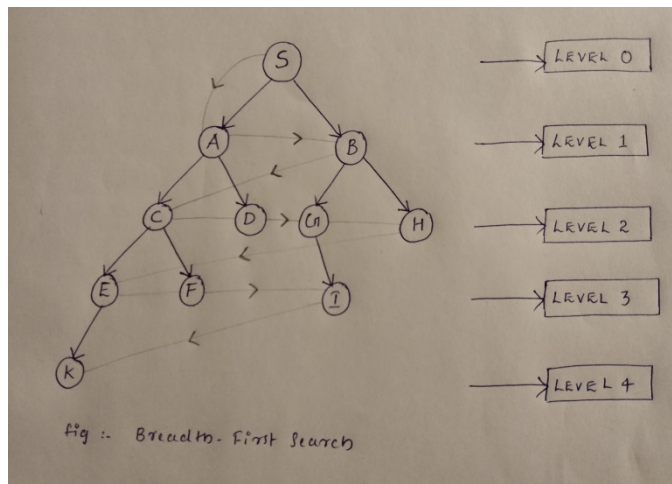 S
LEVEL 0
A
B
LEVEL 1
C
D
G
H
LEVEL 2
E
F
I
LEVEL 3
K
LEVEL 4
fig :- Breadth-First Search